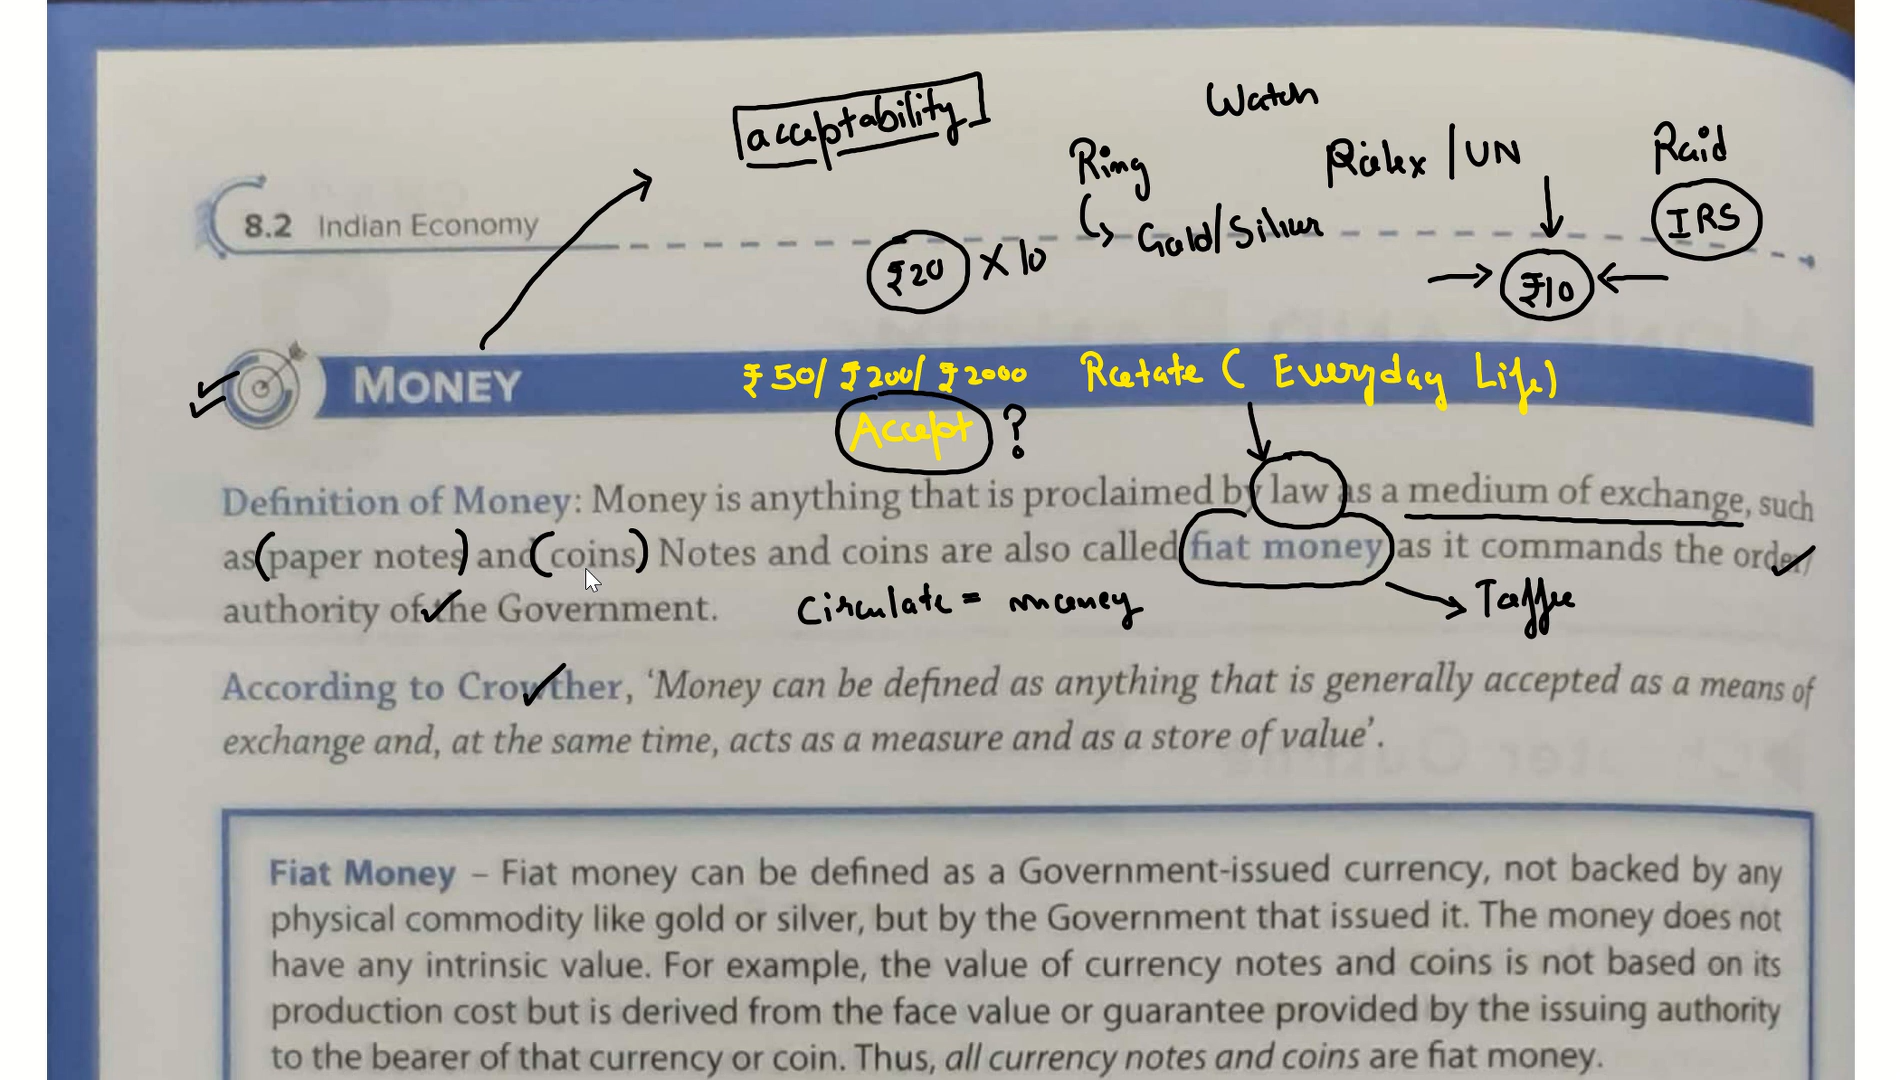 Watch
acceptability
Ring
Rolex / UN
Raid
8.2 Indian Economy
→ Gold/Silver
IRS
₹20 × 10
₹10
MONEY
₹50/ ₹200/ ₹2000
Rotate ( Everyday Life)
Accept ?
Definition of Money: Money is anything that is proclaimed by law as a medium of exchange, such
as (paper notes) and (coins) Notes and coins are also called fiat money as it commands the order/
authority of the Government.
Circulate = money
Toffee
According to Crowther, ‘Money can be defined as anything that is generally accepted as a means of
exchange and, at the same time, acts as a measure and as a store of value’.
Fiat Money – Fiat money can be defined as a Government-issued currency, not backed by any
physical commodity like gold or silver, but by the Government that issued it. The money does not
have any intrinsic value. For example, the value of currency notes and coins is not based on its
production cost but is derived from the face value or guarantee provided by the issuing authority
to the bearer of that currency or coin. Thus, all currency notes and coins are fiat money.